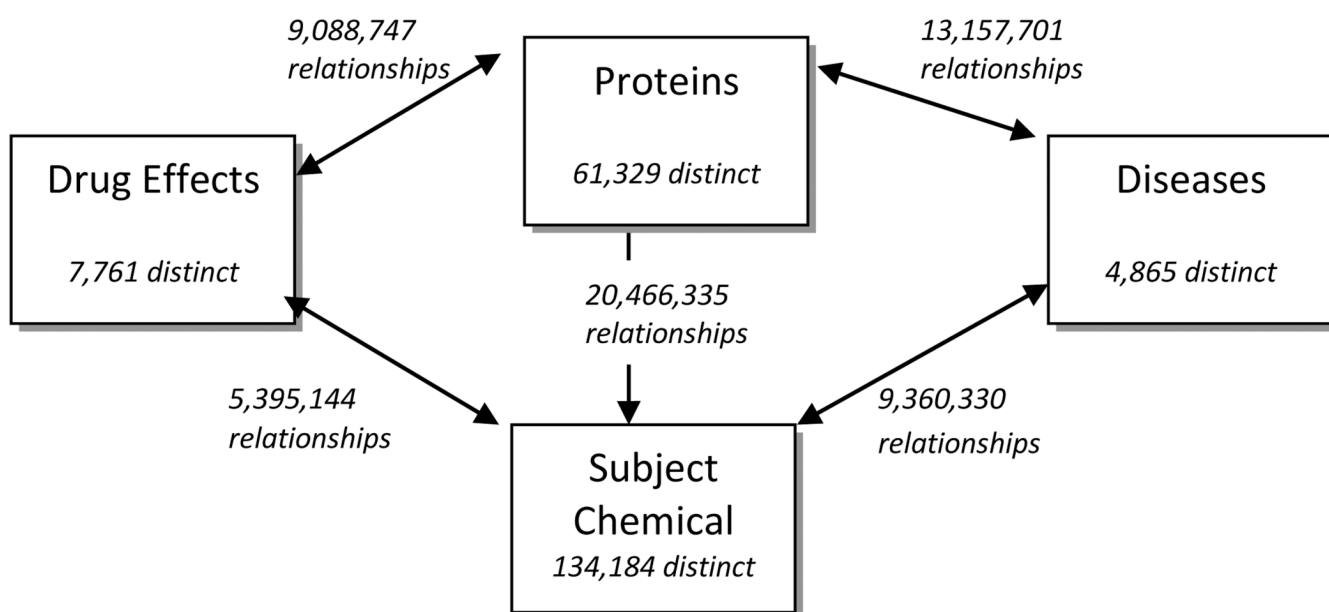 9,088,747
relationships
Proteins
61,329 distinct
13,157,701
relationships
Drug Effects
7,761 distinct
Diseases
4,865 distinct
20,466,335
relationships
5,395,144
relationships
9,360,330
relationships
Subject
Chemical
134,184 distinct